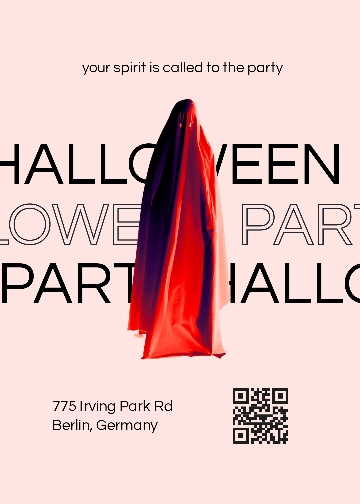 your spirit is called to the party
HALLOWEEN
LOWEEN PART
PARTY HALLO
775 Irving Park Rd
Berlin, Germany